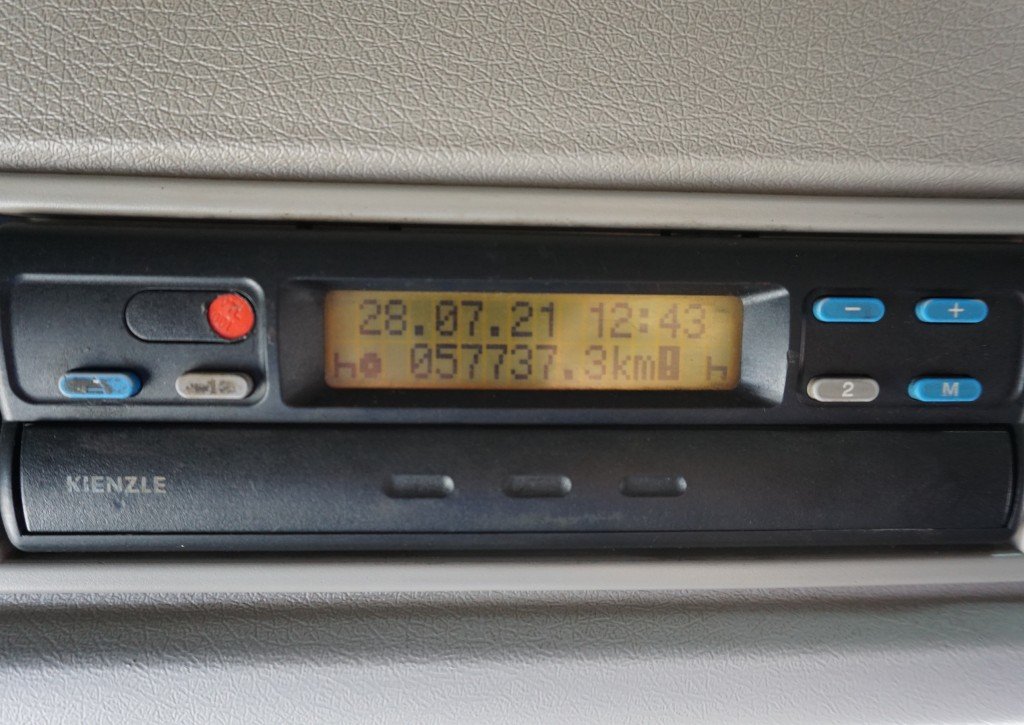 28.07.21 12:43
057737.3km!
- +
2 M
KIENZLE